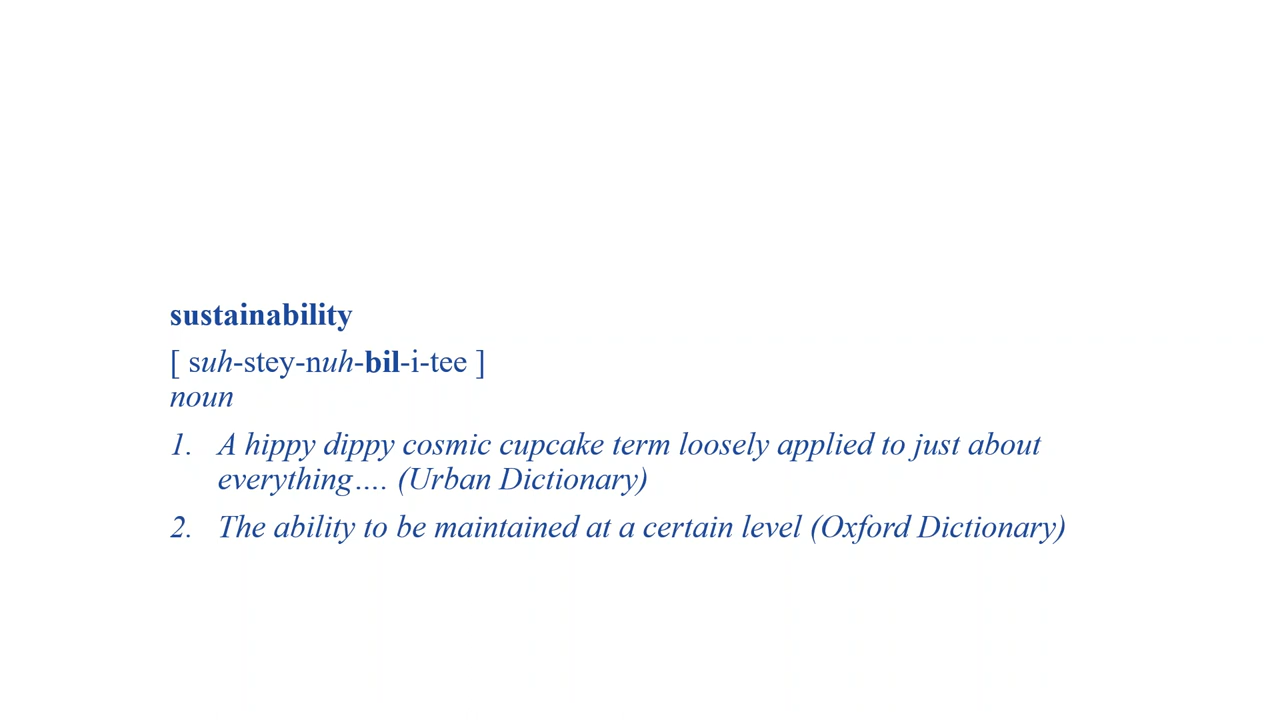 sustainability
[ suh-stey-nuh-bil-i-tee ]
noun
1. A hippy dippy cosmic cupcake term loosely applied to just about
everything…. (Urban Dictionary)
2. The ability to be maintained at a certain level (Oxford Dictionary)